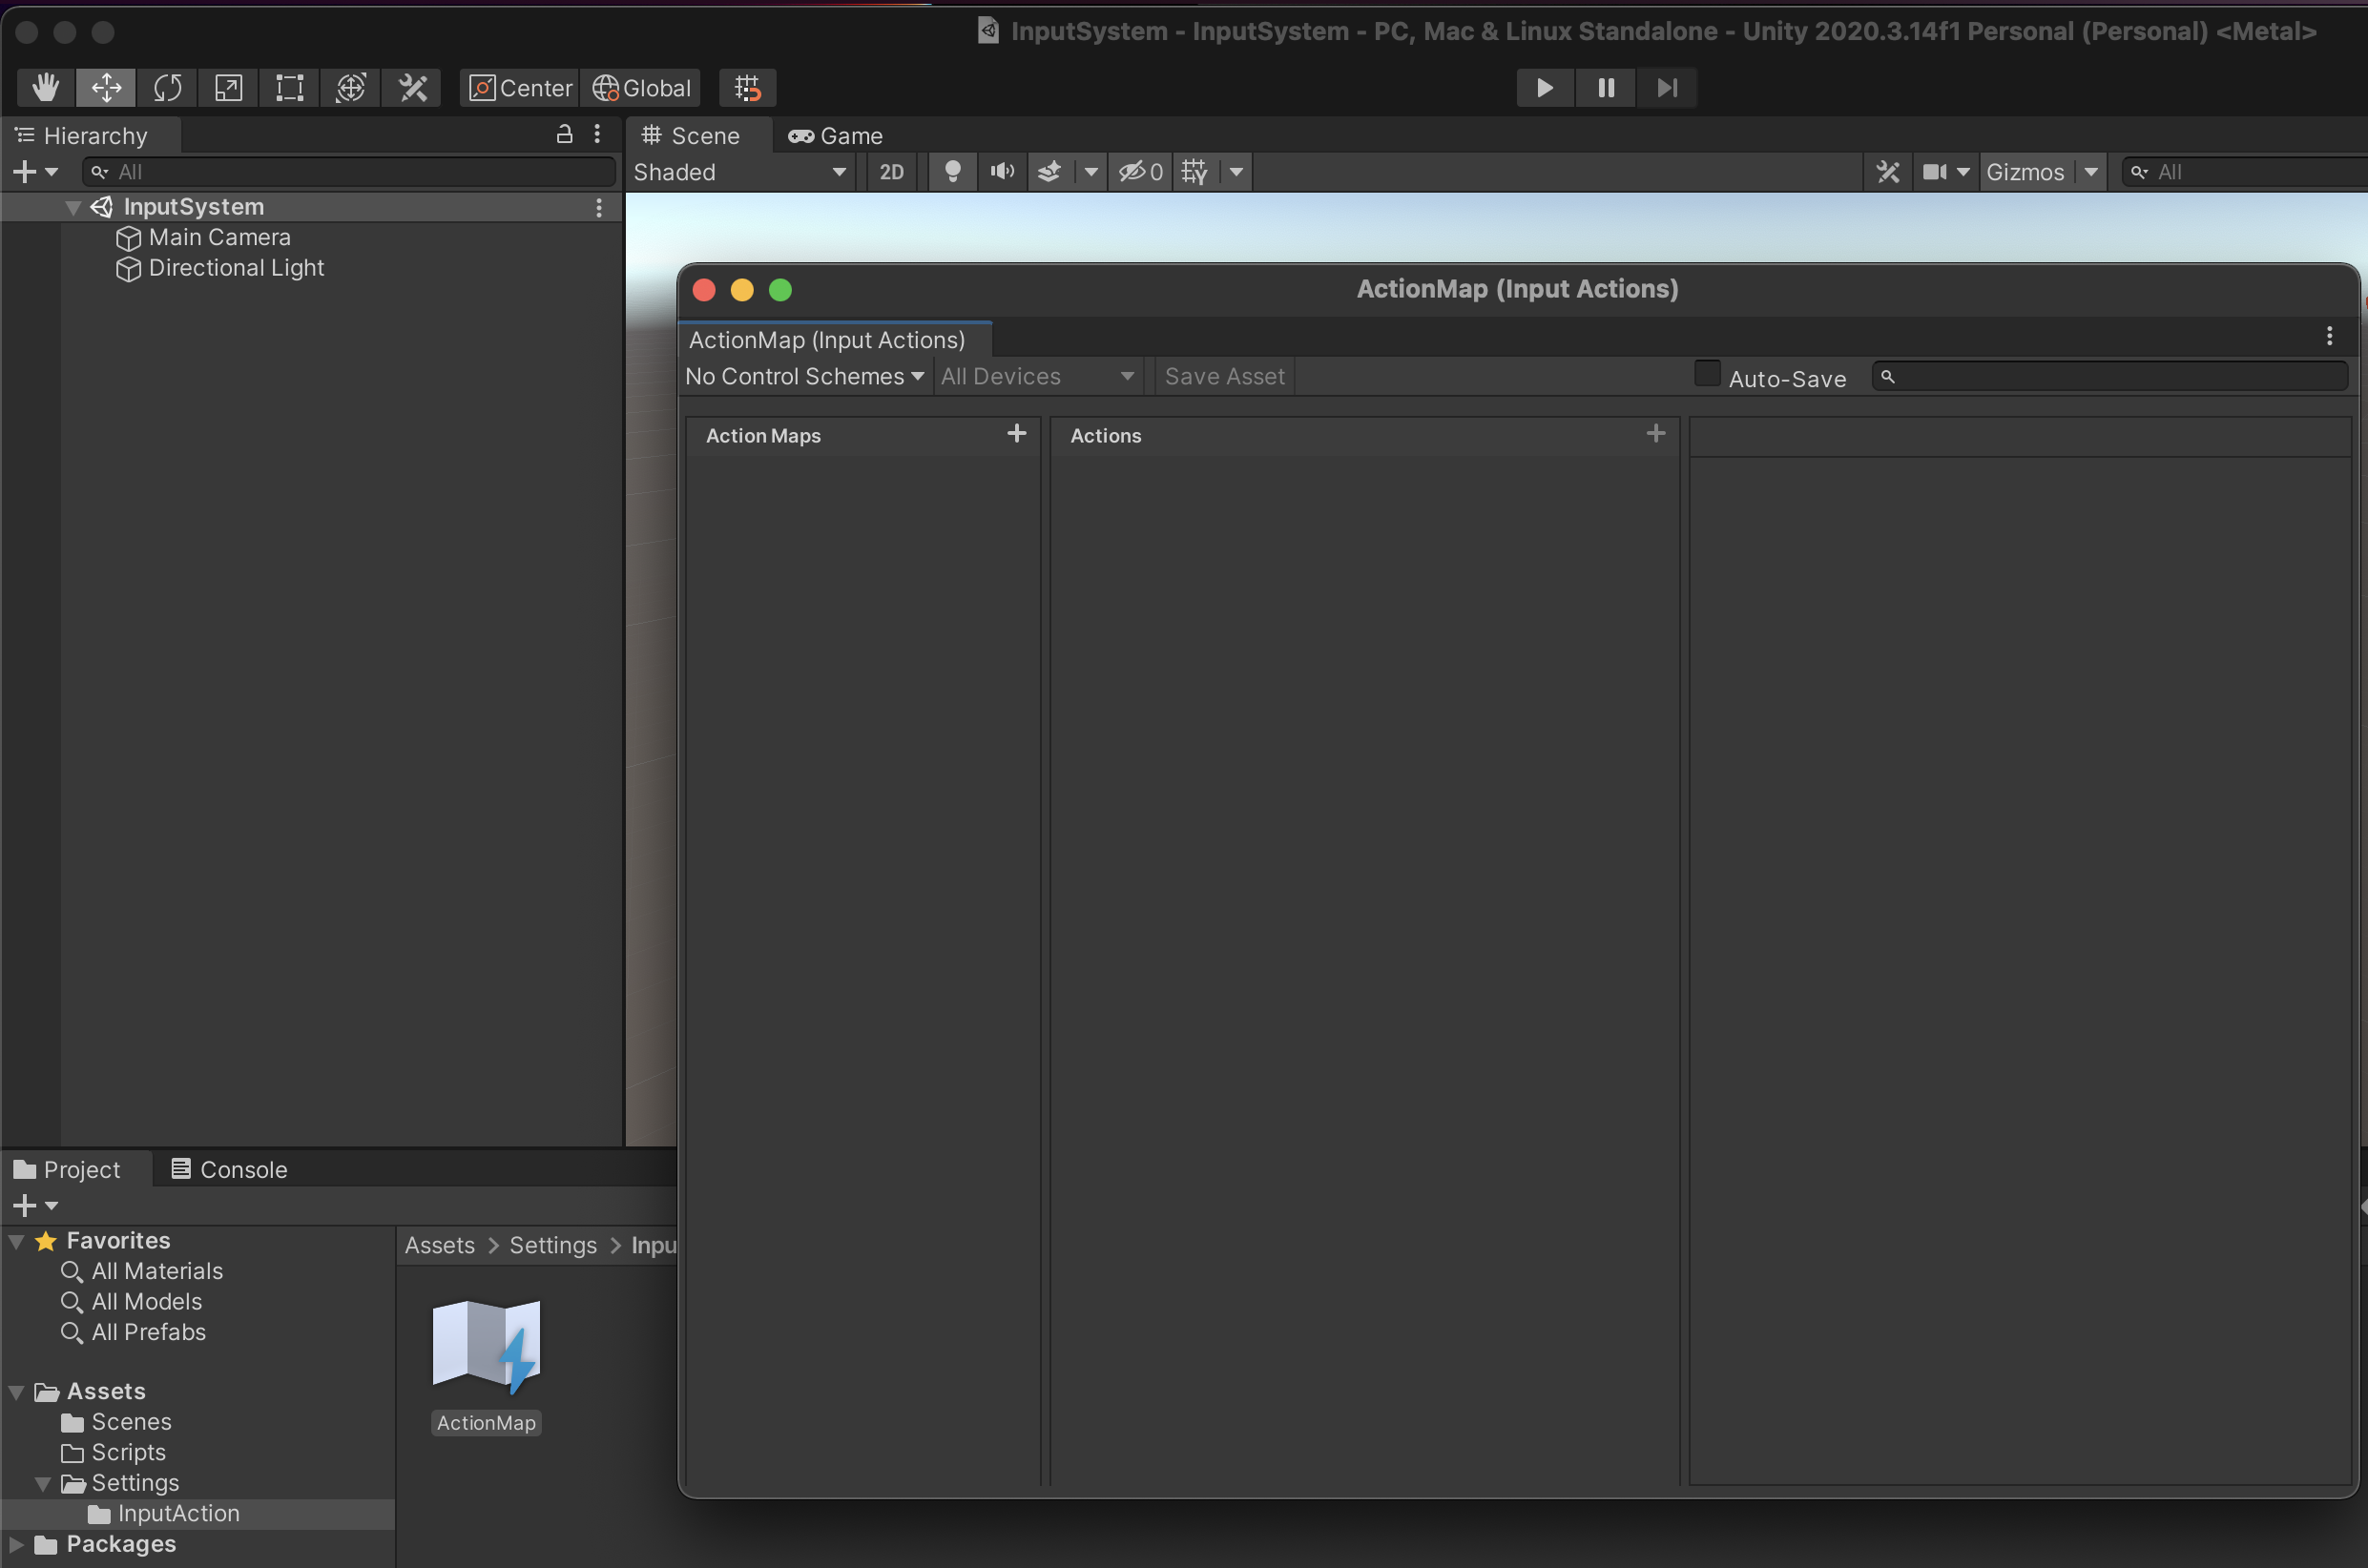 InputSystem - InputSystem - PC, Mac & Linux Standalone - Unity 2020.3.14f1 Personal (Personal) <Metal>
Center Global
Hierarchy
All
InputSystem
Main Camera
Directional Light
Scene Game
Shaded 2D 0 Gizmos All
ActionMap (Input Actions)
ActionMap (Input Actions)
No Control Schemes All Devices Save Asset Auto-Save
Action Maps Actions
Project Console
Favorites
All Materials
All Models
All Prefabs
Assets
Scenes
Scripts
Settings
InputAction
Packages
Assets > Settings > Inpu
ActionMap